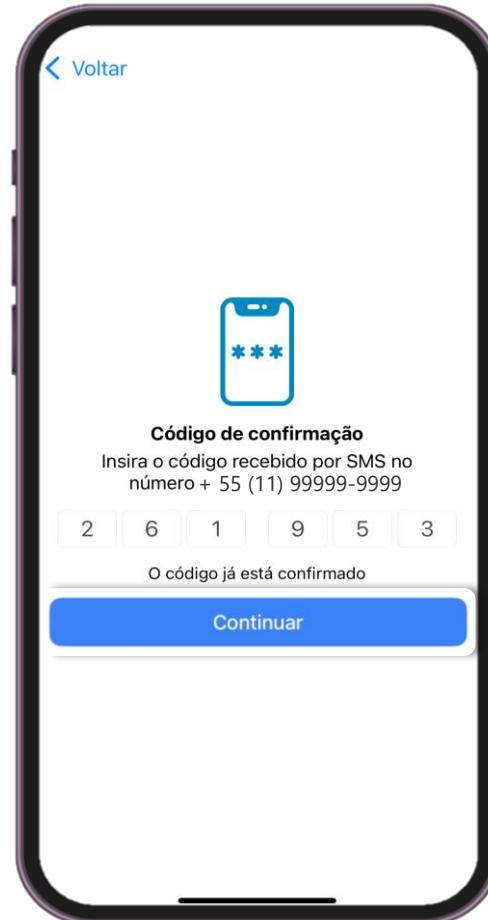 Voltar
***
Código de confirmação
Insira o código recebido por SMS no
número + 55 (11) 99999-9999
2 6 1 9 5 3
O código já está confirmado
Continuar